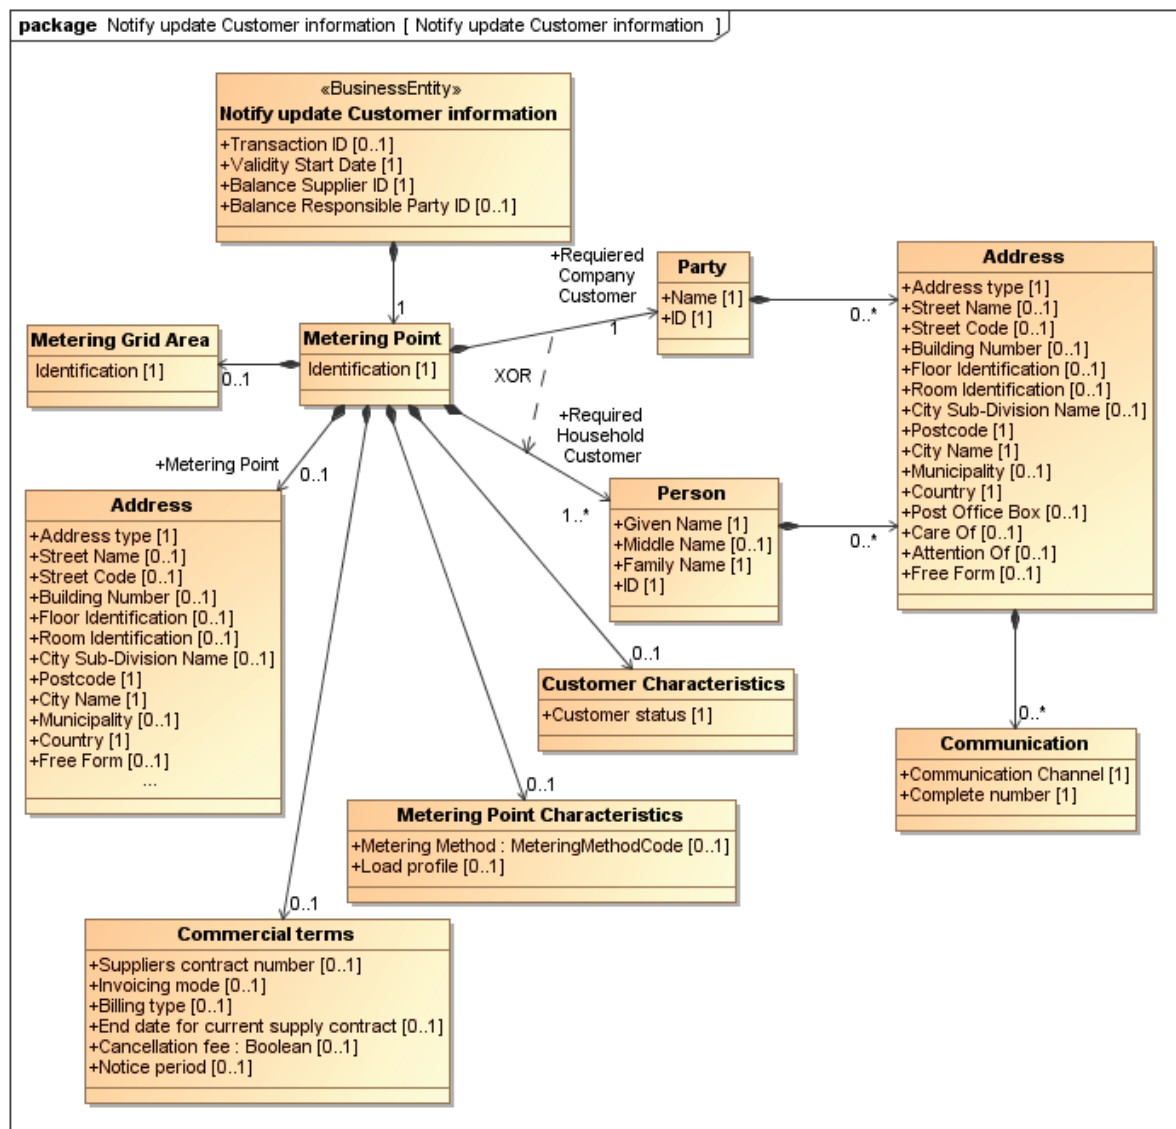 package Notify update Customer information [ Notify update Customer information ]
«BusinessEntity»
Notify update Customer information
+Transaction ID [0..1]
+Validity Start Date [1]
+Balance Supplier ID [1]
+Balance Responsible Party ID [0..1]
1
Metering Grid Area
Identification [1]
0..1
Metering Point
Identification [1]
+Requiered
Company
Customer
1
XOR
+Required
Household
Customer
1..*
Party
+Name [1]
+ID [1]
0..*
Person
+Given Name [1]
+Middle Name [0..1]
+Family Name [1]
+ID [1]
0..*
Address
+Address type [1]
+Street Name [0..1]
+Street Code [0..1]
+Building Number [0..1]
+Floor Identification [0..1]
+Room Identification [0..1]
+City Sub-Division Name [0..1]
+Postcode [1]
+City Name [1]
+Municipality [0..1]
+Country [1]
+Post Office Box [0..1]
+Care Of [0..1]
+Attention Of [0..1]
+Free Form [0..1]
0..*
Communication
+Communication Channel [1]
+Complete number [1]
+Metering Point
0..1
Address
+Address type [1]
+Street Name [0..1]
+Street Code [0..1]
+Building Number [0..1]
+Floor Identification [0..1]
+Room Identification [0..1]
+City Sub-Division Name [0..1]
+Postcode [1]
+City Name [1]
+Municipality [0..1]
+Country [1]
+Free Form [0..1]
...
0..1
Customer Characteristics
+Customer status [1]
0..1
Metering Point Characteristics
+Metering Method : MeteringMethodCode [0..1]
+Load profile [0..1]
0..1
Commercial terms
+Suppliers contract number [0..1]
+Invoicing mode [0..1]
+Billing type [0..1]
+End date for current supply contract [0..1]
+Cancellation fee : Boolean [0..1]
+Notice period [0..1]